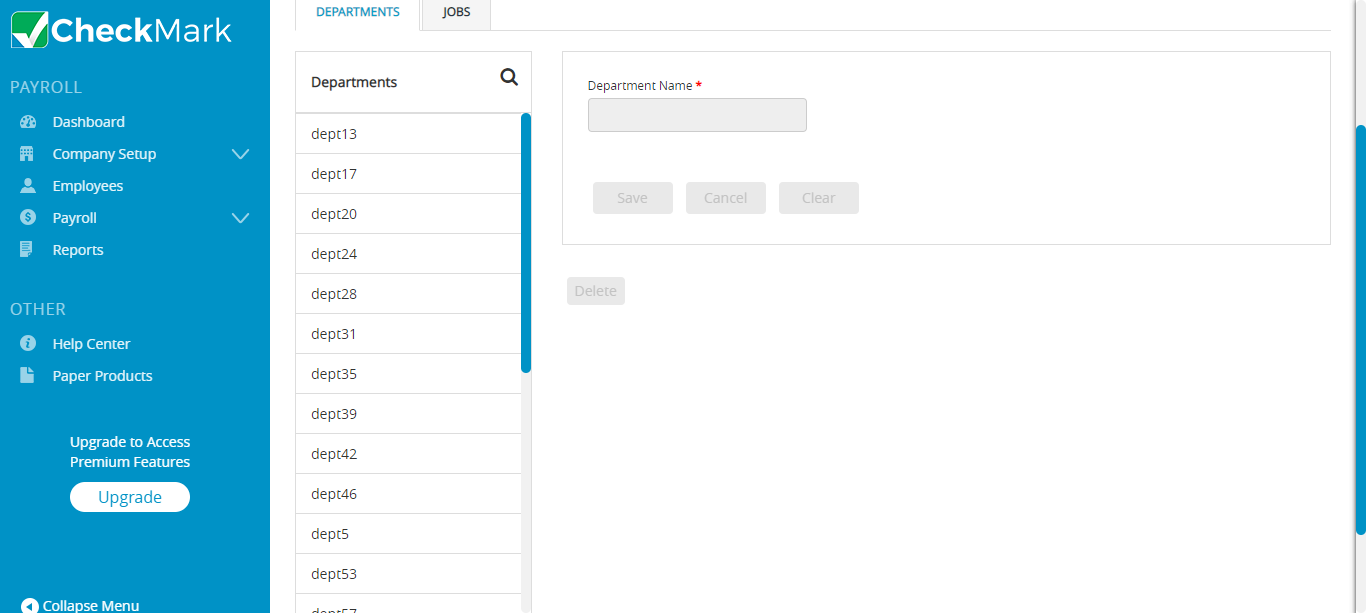 CheckMark
PAYROLL
Dashboard
Company Setup
Employees
Payroll
Reports
OTHER
Help Center
Paper Products
Upgrade to Access
Premium Features
Upgrade
Collapse Menu
DEPARTMENTS
JOBS
Departments
dept13
dept17
dept20
dept24
dept28
dept31
dept35
dept39
dept42
dept46
dept5
dept53
dept57
Department Name *
Save
Cancel
Clear
Delete